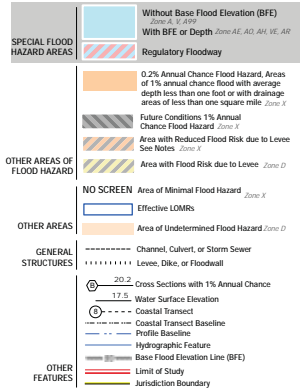 Without Base Flood Elevation (BFE)
Zone A, V, A99
With BFE or Depth Zone AE, AO, AH, VE, AR
SPECIAL FLOOD
HAZARD AREAS
Regulatory Floodway
0.2% Annual Chance Flood Hazard, Areas
of 1% annual chance flood with average
depth less than one foot or with drainage
areas of less than one square mile Zone X
Future Conditions 1% Annual
Chance Flood Hazard Zone X
Area with Reduced Flood Risk due to Levee
See Notes Zone X
OTHER AREAS OF
FLOOD HAZARD
Area with Flood Risk due to Levee Zone D
NO SCREEN Area of Minimal Flood Hazard Zone X
Effective LOMRs
OTHER AREAS
Area of Undetermined Flood Hazard Zone D
GENERAL
STRUCTURES
Channel, Culvert, or Storm Sewer
Levee, Dike, or Floodwall
B 20.2 Cross Sections with 1% Annual Chance
17.5 Water Surface Elevation
8 Coastal Transect
Coastal Transect Baseline
Profile Baseline
Hydrographic Feature
Base Flood Elevation Line (BFE)
OTHER
FEATURES
Limit of Study
Jurisdiction Boundary